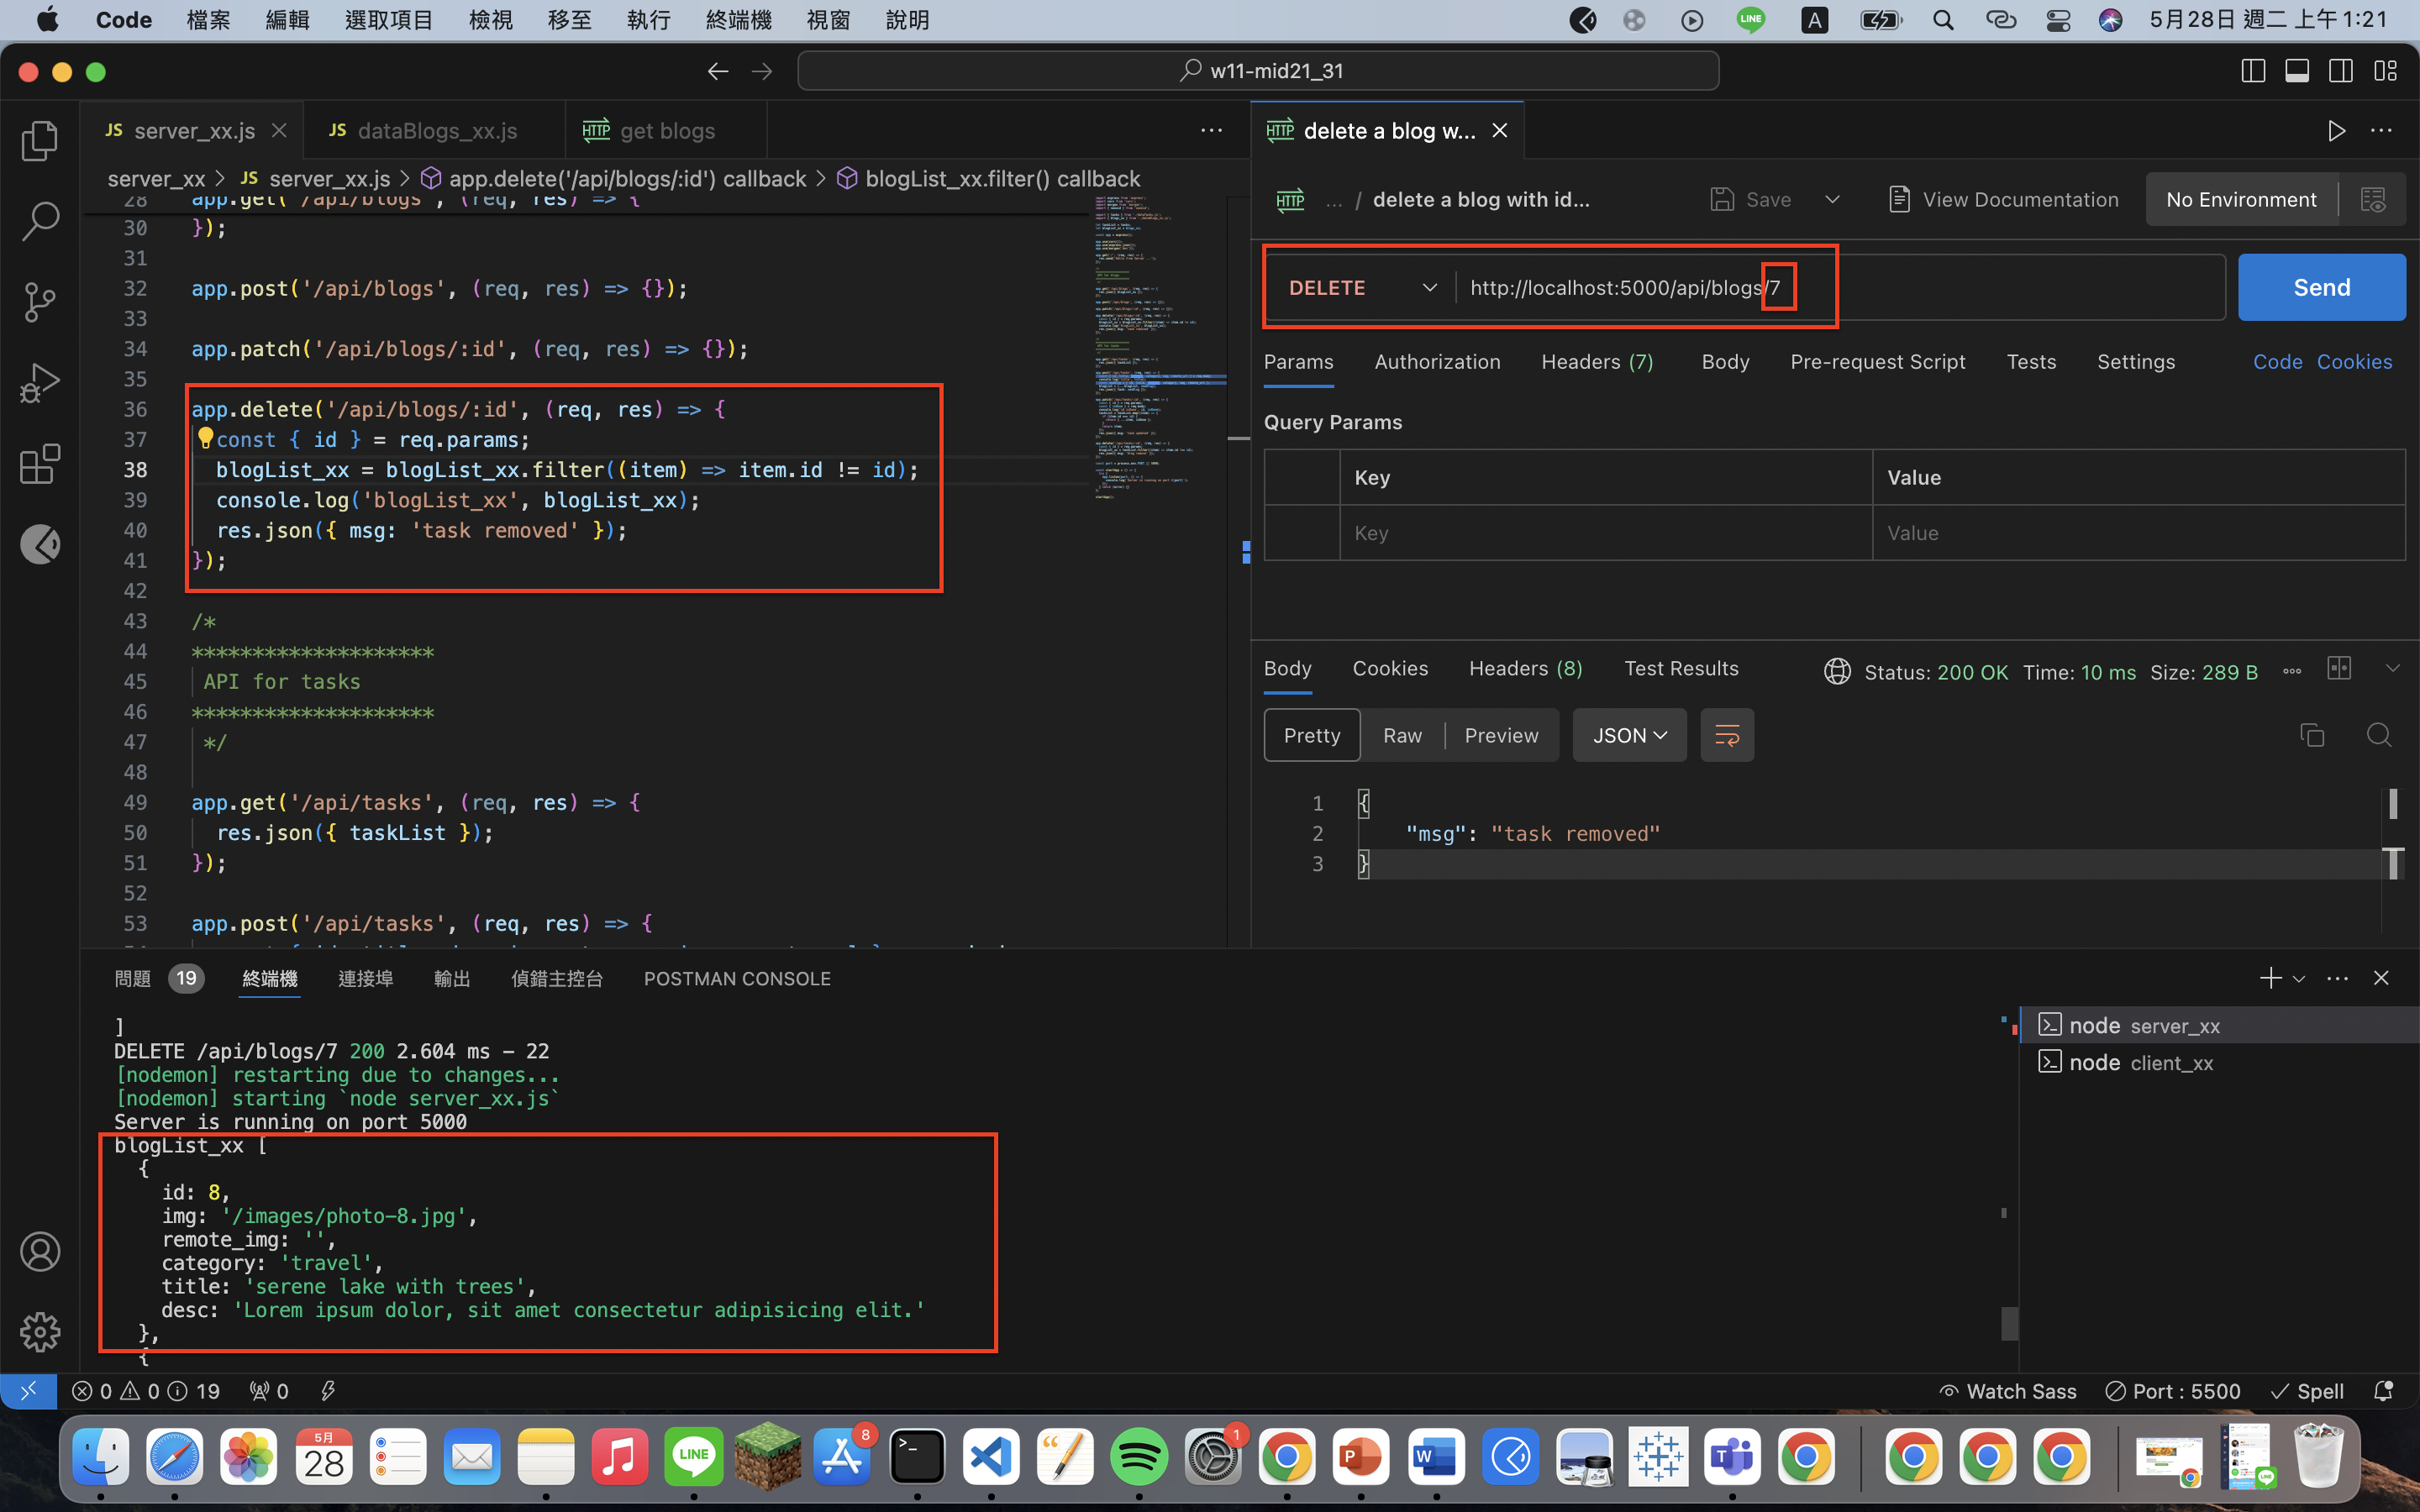 Code 檔案 編輯 選取項目 檢視 移至 執行 終端機 視窗 說明 LINE A 5月28日 週二 上午1:21
w11-mid21_31
JS server_xx.js JS dataBlogs_xx.js HTTP get blogs
server_xx > JS server_xx.js > app.delete('/api/blogs/:id') callback > blogList_xx.filter() callback
28 app.get('/api/blogs', (req, res) => {
30 });
31
32 app.post('/api/blogs', (req, res) => {});
33
34 app.patch('/api/blogs/:id', (req, res) => {});
35
36 app.delete('/api/blogs/:id', (req, res) => {
37 const { id } = req.params;
38 blogList_xx = blogList_xx.filter((item) => item.id != id);
39 console.log('blogList_xx', blogList_xx);
40 res.json({ msg: 'task removed' });
41 });
42
43 /*
44 ********************
45 API for tasks
46 ********************
47 */
48
49 app.get('/api/tasks', (req, res) => {
50 res.json({ taskList });
51 });
52
53 app.post('/api/tasks', (req, res) => {
HTTP delete a blog w...
HTTP ... / delete a blog with id... Save View Documentation No Environment
DELETE http://localhost:5000/api/blogs/7 Send
Params Authorization Headers (7) Body Pre-request Script Tests Settings Code Cookies
Query Params
Key Value
Key Value
Body Cookies Headers (8) Test Results Status: 200 OK Time: 10 ms Size: 289 B
Pretty Raw Preview JSON
1 {
2 "msg": "task removed"
3 }
問題 19 終端機 連接埠 輸出 偵錯主控台 POSTMAN CONSOLE
]
DELETE /api/blogs/7 200 2.604 ms - 22
[nodemon] restarting due to changes...
[nodemon] starting `node server_xx.js`
Server is running on port 5000
blogList_xx [
{
id: 8,
img: '/images/photo-8.jpg',
remote_img: '',
category: 'travel',
title: 'serene lake with trees',
desc: 'Lorem ipsum dolor, sit amet consectetur adipisicing elit.'
},
{
node server_xx
node client_xx
0 0 19 0 Watch Sass Port : 5500 Spell
5月
28
LINE
8
1
P
W
T